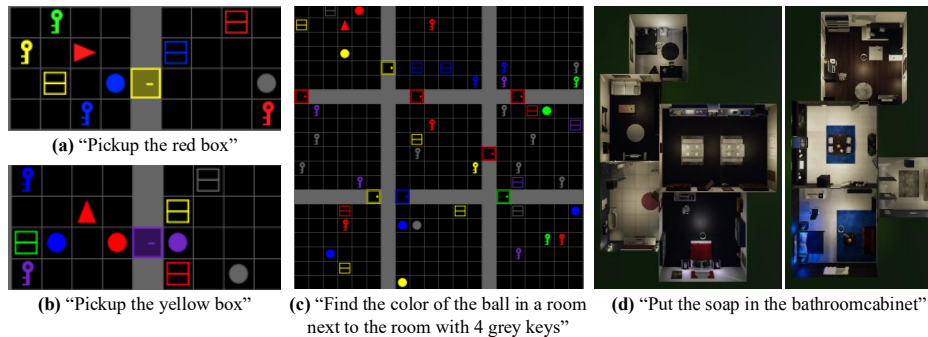 (a) “Pickup the red box”
(b) “Pickup the yellow box”
(c) “Find the color of the ball in a room
next to the room with 4 grey keys”
(d) “Put the soap in the bathroomcabinet”